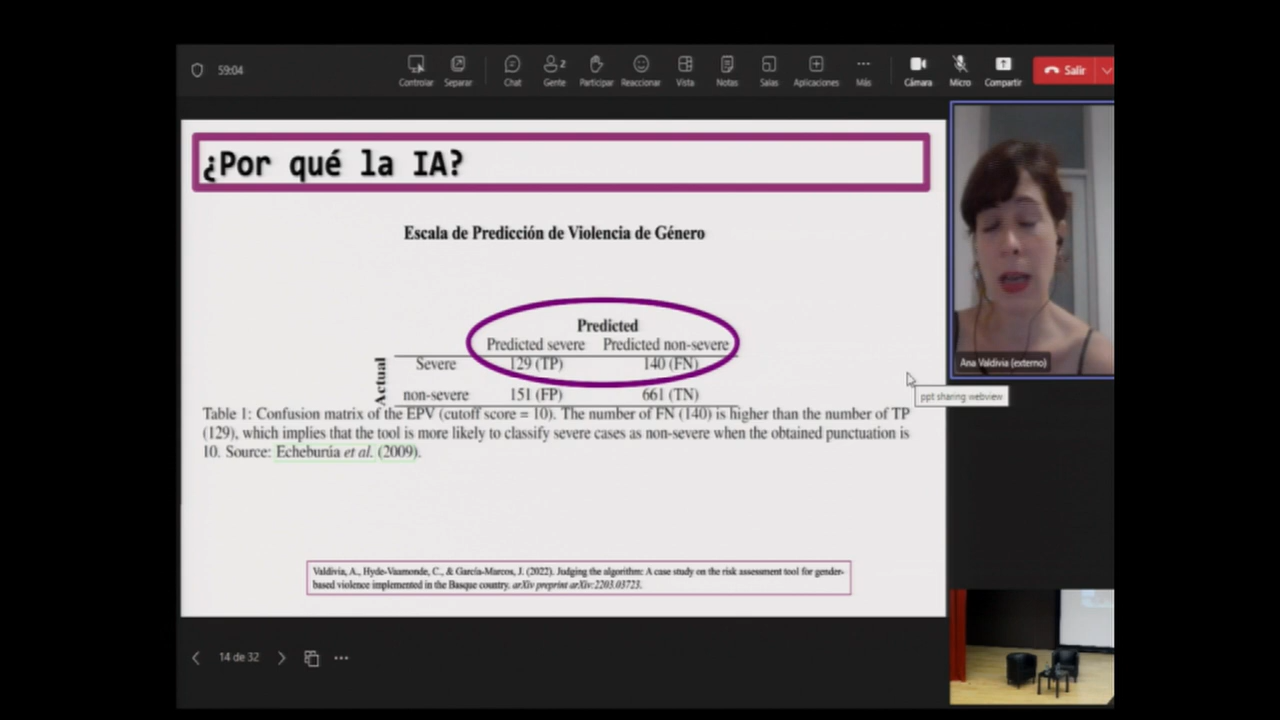 59:04
Controlar
Separar
Chat
2
Gente
Participar
Reaccionar
Vista
Notas
Salas
Aplicaciones
Más
Cámara
Micro
Compartir
Salir
¿Por qué la IA?
Escala de Predicción de Violencia de Género
Predicted
Predicted severe Predicted non-severe
Actual
Severe 129 (TP) 140 (FN)
non-severe 151 (FP) 661 (TN)
Table 1: Confusion matrix of the EPV (cutoff score = 10). The number of FN (140) is higher than the number of TP
(129), which implies that the tool is more likely to classify severe cases as non-severe when the obtained punctuation is
10. Source: Echeburúa et al. (2009).
Valdivia, A., Hyde-Vaamonde, C., & García-Marcos, J. (2022). Judging the algorithm: A case study on the risk assessment tool for gender-
based violence implemented in the Basque country. arXiv preprint arXiv:2203.03723.
Ana Valdivia (externo)
ppt sharing webview
14 de 32